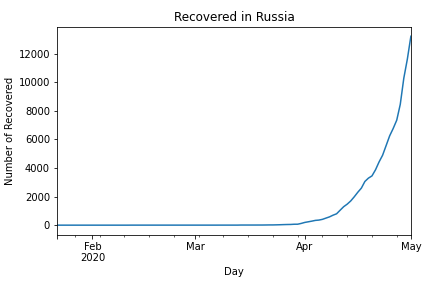 Recovered in Russia
Number of Recovered
12000
10000
8000
6000
4000
2000
0
Feb
2020
Mar
Apr
May
Day